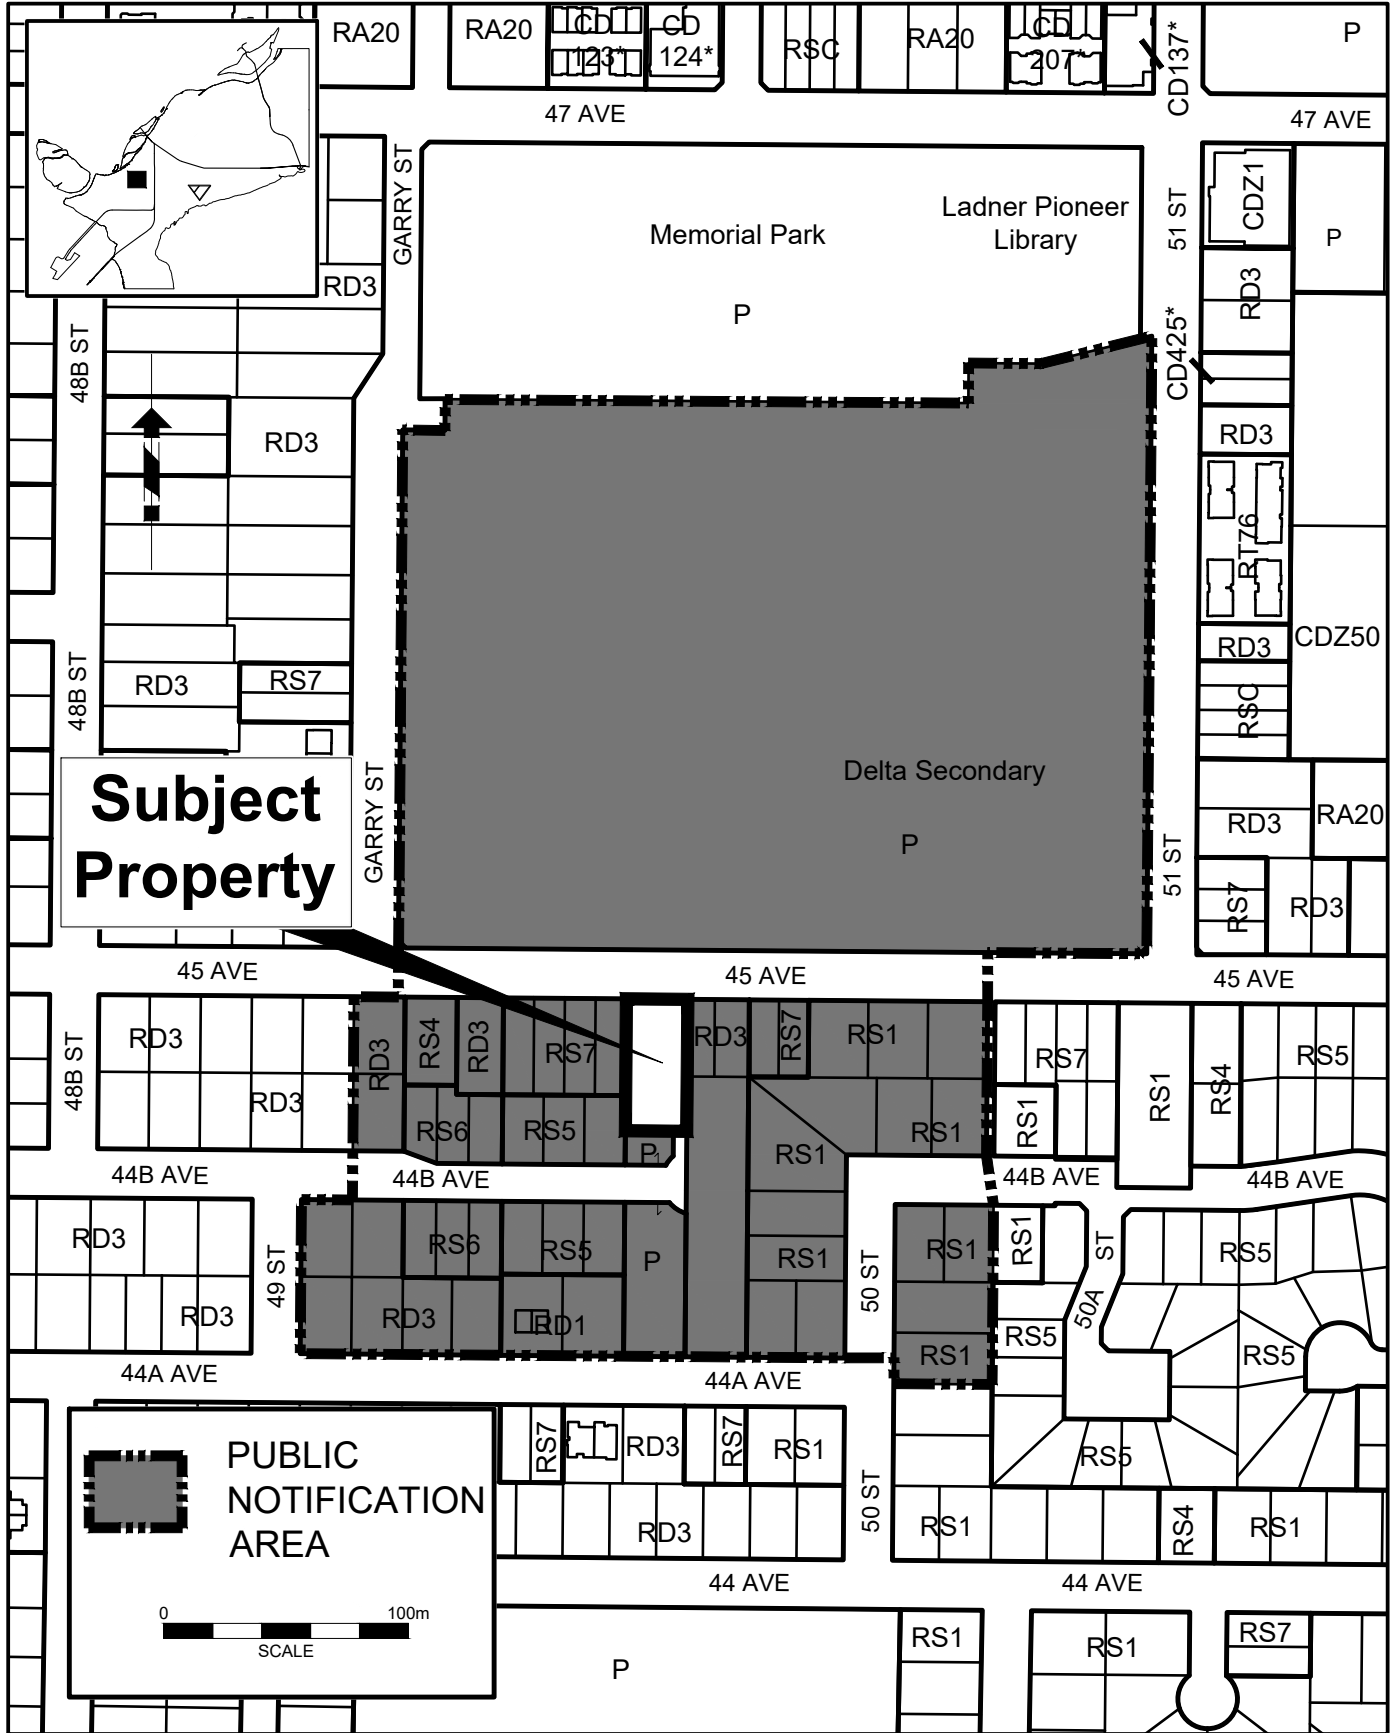 RA20
RA20
CD
123*
CD
124*
RSC
RA20
CD
207*
CD137*
P
47 AVE
47 AVE
GARRY ST
Memorial Park
Ladner Pioneer
Library
P
51 ST
CDZ1
P
RD3
RD3
48B ST
CD425*
RD3
RD3
RT76
48B ST
RD3
RS7
RD3
CDZ50
RSC
Subject
Property
GARRY ST
Delta Secondary
P
51 ST
RD3
RA20
RS7
RD3
45 AVE
45 AVE
45 AVE
48B ST
RD3
RD3
RD3
RS4
RD3
RS7
RD3
RS7
RS1
RS7
RS1
RS4
RS5
RS6
RS5
P
RS1
RS1
RS1
44B AVE
44B AVE
44B AVE
44B AVE
RD3
RD3
49 ST
RS6
RS5
P
RS1
50 ST
RS1
RS1
50A
ST
RS5
RD3
RD1
RS1
RS5
RS5
44A AVE
44A AVE
RS7
RD3
RS7
RS1
RS5
PUBLIC
NOTIFICATION
AREA
RD3
50 ST
RS1
RS4
RS1
44 AVE
44 AVE
0
100m
SCALE
P
RS1
RS1
RS7